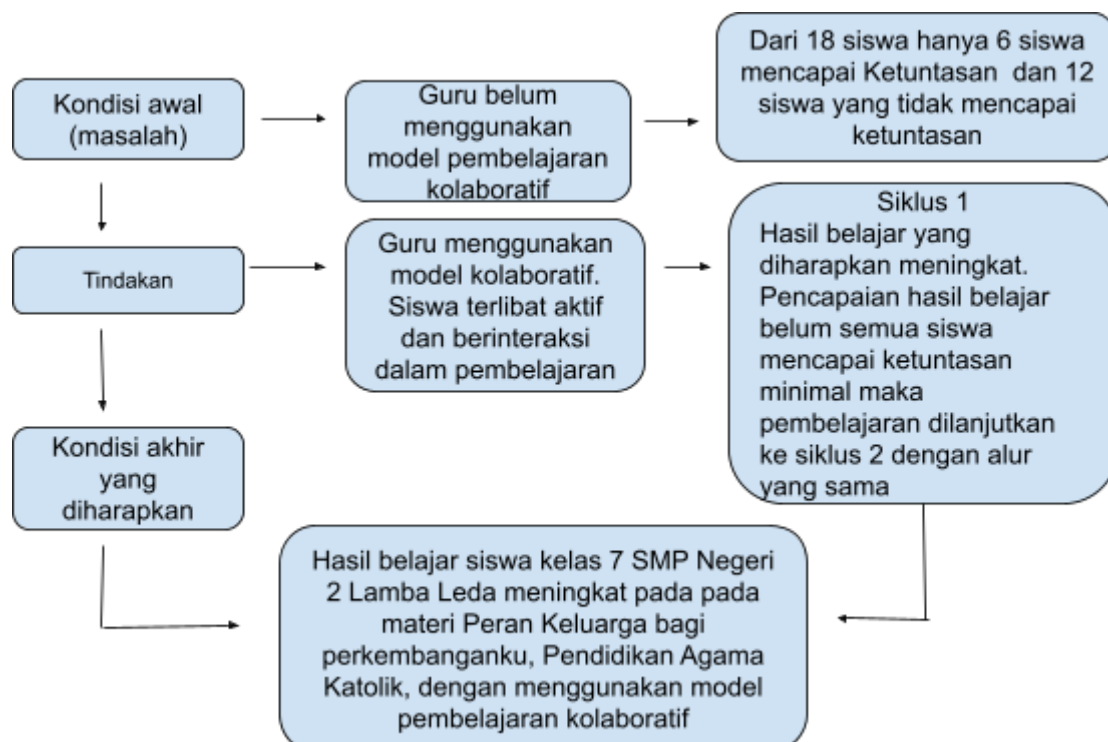 Kondisi awal
(masalah)
Guru belum
menggunakan
model pembelajaran
kolaboratif
Dari 18 siswa hanya 6 siswa
mencapai Ketuntasan dan 12
siswa yang tidak mencapai
ketuntasan
Tindakan
Guru menggunakan
model kolaboratif.
Siswa terlibat aktif
dan berinteraksi
dalam pembelajaran
Siklus 1
Hasil belajar yang
diharapkan meningkat.
Pencapaian hasil belajar
belum semua siswa
mencapai ketuntasan
minimal maka
pembelajaran dilanjutkan
ke siklus 2 dengan alur
yang sama
Kondisi akhir
yang
diharapkan
Hasil belajar siswa kelas 7 SMP Negeri
2 Lamba Leda meningkat pada pada
materi Peran Keluarga bagi
perkembanganku, Pendidikan Agama
Katolik, dengan menggunakan model
pembelajaran kolaboratif